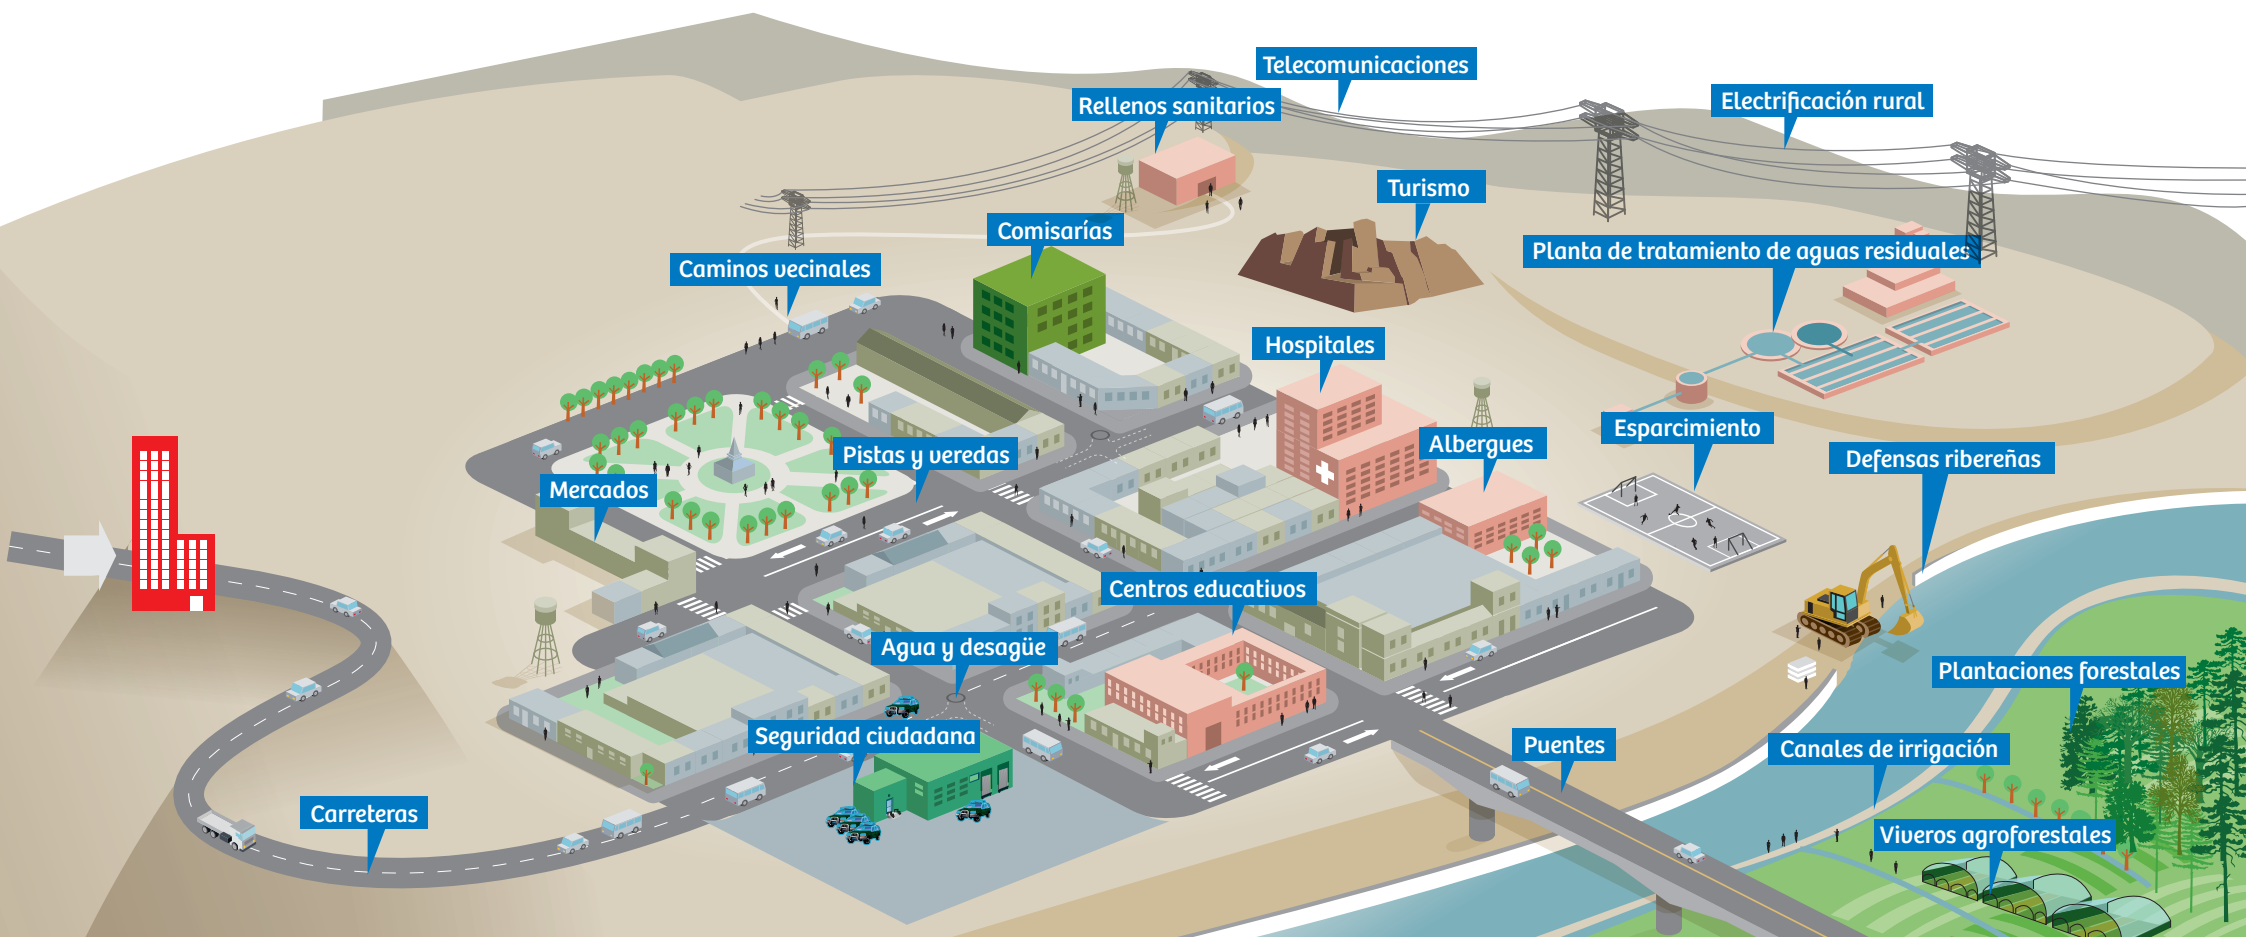 Telecomunicaciones
Rellenos sanitarios
Electrificación rural
Turismo
Comisarías
Planta de tratamiento de aguas residuales
Caminos vecinales
Hospitales
Esparcimiento
Albergues
Defensas ribereñas
Pistas y veredas
Mercados
Centros educativos
Agua y desagüe
Plantaciones forestales
Seguridad ciudadana
Puentes
Canales de irrigación
Carreteras
Viveros agroforestales